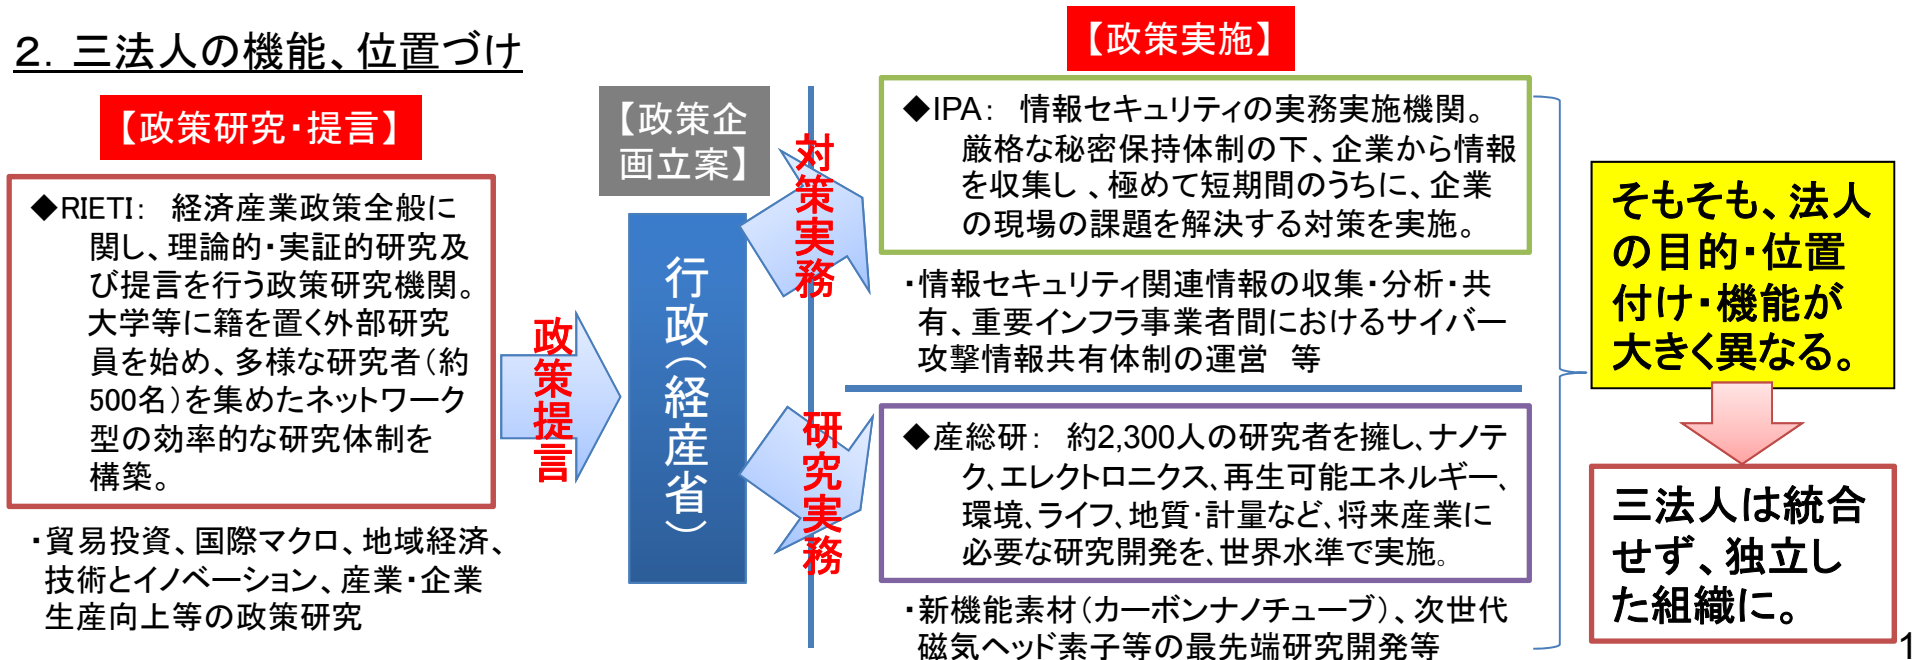 ２．三法人の機能、位置づけ
【政策研究・提言】
◆RIETI： 経済産業政策全般に
関し、理論的・実証的研究及
び提言を行う政策研究機関。
大学等に籍を置く外部研究
員を始め、多様な研究者（約
500名）を集めたネットワーク
型の効率的な研究体制を
構築。
・貿易投資、国際マクロ、地域経済、
技術とイノベーション、産業・企業
生産向上等の政策研究
政策提言
【政策企
画立案】
行政（経産省）
対策実務
研究実務
【政策実施】
◆IPA： 情報セキュリティの実務実施機関。
厳格な秘密保持体制の下、企業から情報
を収集し 、極めて短期間のうちに、企業
の現場の課題を解決する対策を実施。
・情報セキュリティ関連情報の収集・分析・共
有、重要インフラ事業者間におけるサイバー
攻撃情報共有体制の運営 等
◆産総研： 約2,300人の研究者を擁し、ナノテ
ク、エレクトロニクス、再生可能エネルギー、
環境、ライフ、地質・計量など、将来産業に
必要な研究開発を、世界水準で実施。
・新機能素材（カーボンナノチューブ）、次世代
磁気ヘッド素子等の最先端研究開発等
そもそも、法人
の目的・位置
付け・機能が
大きく異なる。
三法人は統合
せず、独立し
た組織に。
1